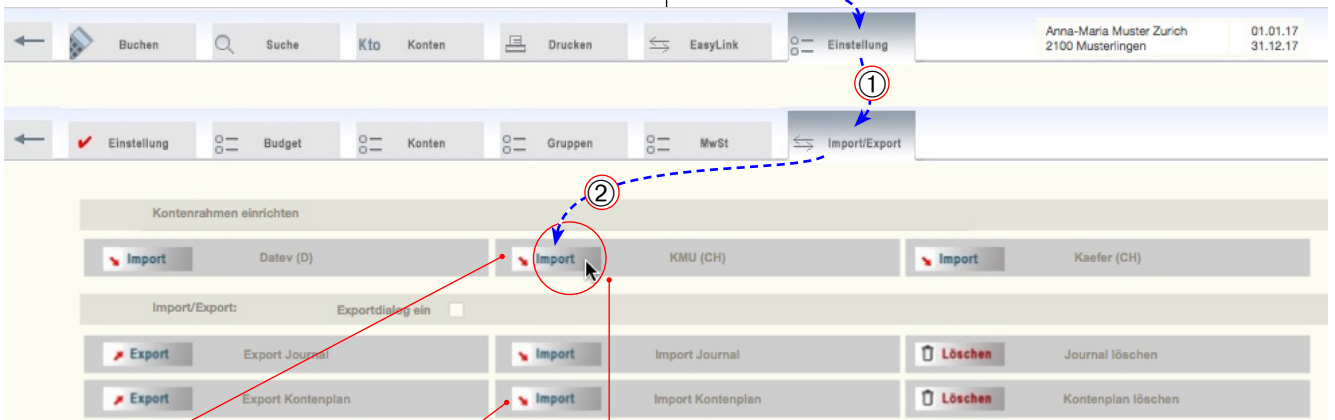 Buchen Suche Kto Konten Drucken EasyLink Einstellung Anna-Maria Muster Zurich 01.01.17
2100 Musterlingen 31.12.17
1
Einstellung Budget Konten Gruppen MwSt Import/Export
2
Kontenrahmen einrichten
Import Datev (D) Import KMU (CH) Import Kaefer (CH)
Import/Export: Exportdialog ein
Export Export Journal Import Import Journal Löschen Journal löschen
Export Export Kontenplan Import Import Kontenplan Löschen Kontenplan löschen